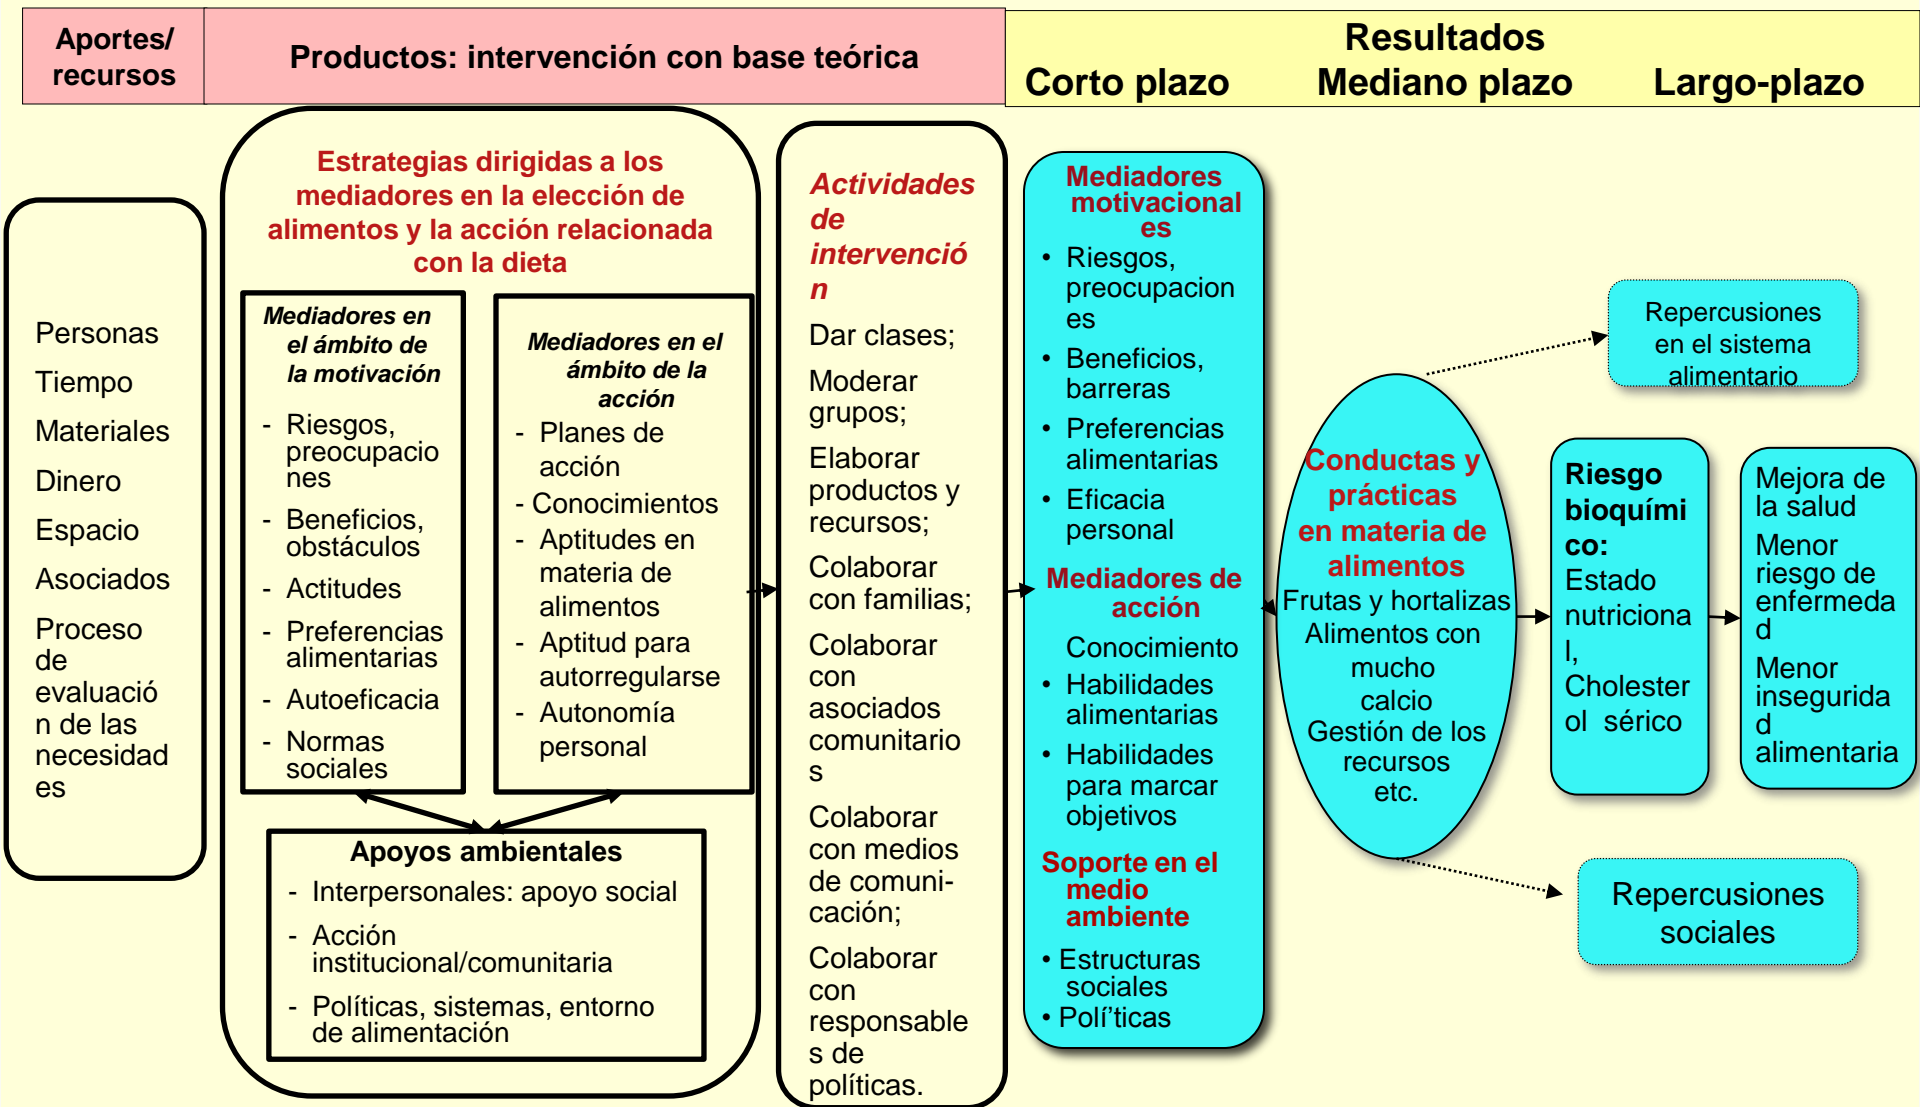 Aportes/
recursos
Productos: intervención con base teórica
Resultados
Corto plazo
Mediano plazo
Largo-plazo
Personas
Tiempo
Materiales
Dinero
Espacio
Asociados
Proceso
de
evaluació
n de las
necesidad
es
Estrategias dirigidas a los
mediadores en la elección de
alimentos y la acción relacionada
con la dieta
Mediadores en
el ámbito de
la motivación
- Riesgos,
preocupacio
nes
- Beneficios,
obstáculos
- Actitudes
- Preferencias
alimentarias
- Autoeficacia
- Normas
sociales
Mediadores en el
ámbito de la
acción
- Planes de
acción
- Conocimientos
- Aptitudes en
materia de
alimentos
- Aptitud para
autorregularse
- Autonomía
personal
Apoyos ambientales
- Interpersonales: apoyo social
- Acción
institucional/comunitaria
- Políticas, sistemas, entorno
de alimentación
Actividades
de
intervenció
n
Dar clases;
Moderar
grupos;
Elaborar
productos y
recursos;
Colaborar
con familias;
Colaborar
con
asociados
comunitario
s
Colaborar
con medios
de comuni-
cación;
Colaborar
con
responsable
s de
políticas.
Mediadores
motivacional
es
• Riesgos,
preocupacion
es
• Beneficios,
barreras
• Preferencias
alimentarias
• Eficacia
personal
Mediadores de
acción
Conocimiento
• Habilidades
alimentarias
• Habilidades
para marcar
objetivos
Soporte en el
medio
ambiente
• Estructuras
sociales
• Polí'ticas
Conductas y
prácticas
en materia de
alimentos
Frutas y hortalizas
Alimentos con
mucho
calcio
Gestión de los
recursos
etc.
Repercusiones
en el sistema
alimentario
Riesgo
bioquími
co:
Estado
nutriciona
l,
Cholester
ol sérico
Mejora de
la salud
Menor
riesgo de
enfermeda
d
Menor
insegurida
d
alimentaria
Repercusiones
sociales